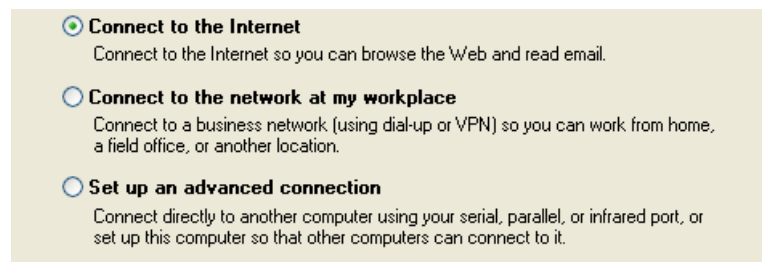 Connect to the Internet
Connect to the Internet so you can browse the Web and read email.
Connect to the network at my workplace
Connect to a business network (using dial-up or VPN) so you can work from home,
a field office, or another location.
Set up an advanced connection
Connect directly to another computer using your serial, parallel, or infrared port, or
set up this computer so that other computers can connect to it.